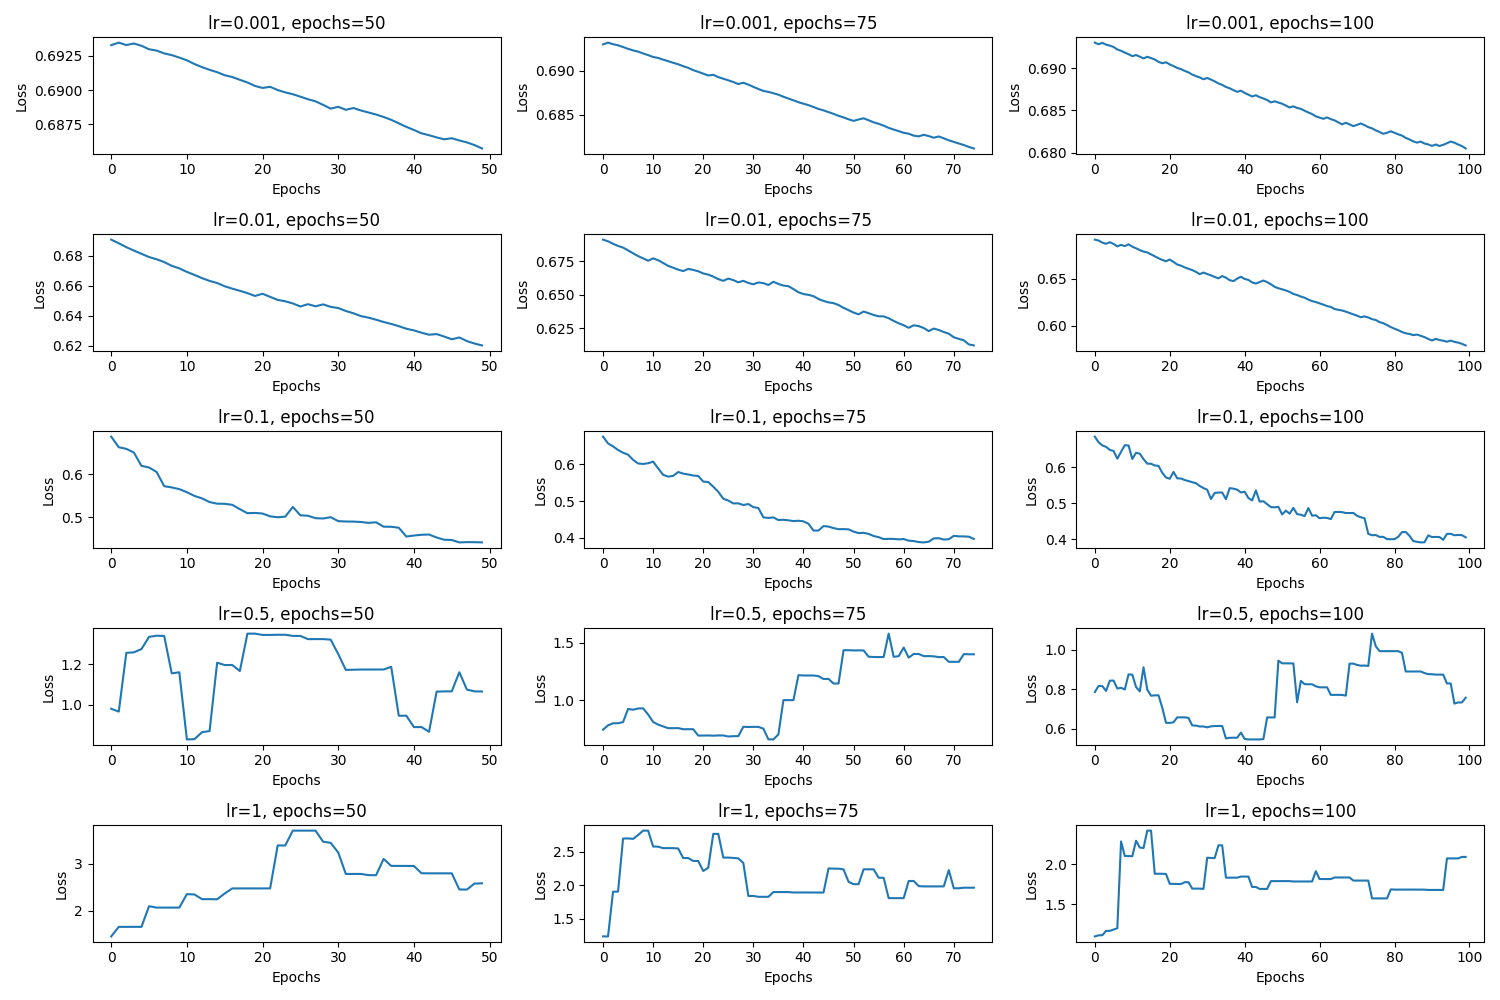 lr=0.001, epochs=50 lr=0.001, epochs=75 lr=0.001, epochs=100
Loss
0.6925
0.6900
0.6875
0 10 20 30 40 50
Epochs
Loss
0.690
0.685
0 10 20 30 40 50 60 70
Epochs
Loss
0.690
0.685
0.680
0 20 40 60 80 100
Epochs
lr=0.01, epochs=50 lr=0.01, epochs=75 lr=0.01, epochs=100
Loss
0.68
0.66
0.64
0.62
0 10 20 30 40 50
Epochs
Loss
0.675
0.650
0.625
0 10 20 30 40 50 60 70
Epochs
Loss
0.65
0.60
0 20 40 60 80 100
Epochs
lr=0.1, epochs=50 lr=0.1, epochs=75 lr=0.1, epochs=100
Loss
0.6
0.5
0 10 20 30 40 50
Epochs
Loss
0.6
0.5
0.4
0 10 20 30 40 50 60 70
Epochs
Loss
0.6
0.5
0.4
0 20 40 60 80 100
Epochs
lr=0.5, epochs=50 lr=0.5, epochs=75 lr=0.5, epochs=100
Loss
1.2
1.0
0 10 20 30 40 50
Epochs
Loss
1.5
1.0
0 10 20 30 40 50 60 70
Epochs
Loss
1.0
0.8
0.6
0 20 40 60 80 100
Epochs
lr=1, epochs=50 lr=1, epochs=75 lr=1, epochs=100
Loss
3
2
0 10 20 30 40 50
Epochs
Loss
2.5
2.0
1.5
0 10 20 30 40 50 60 70
Epochs
Loss
2.0
1.5
0 20 40 60 80 100
Epochs